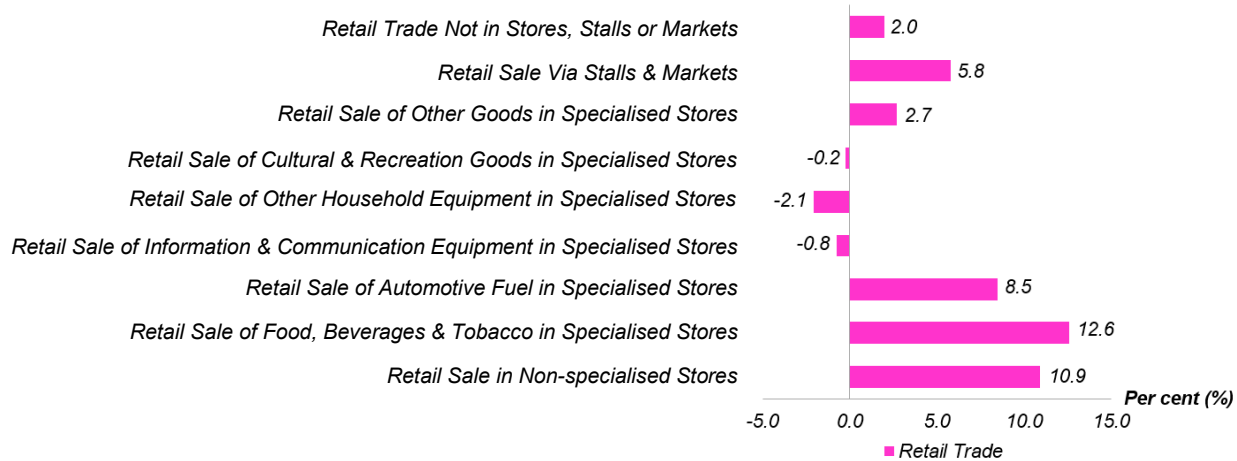 Retail Trade Not in Stores, Stalls or Markets 2.0
Retail Sale Via Stalls & Markets 5.8
Retail Sale of Other Goods in Specialised Stores 2.7
Retail Sale of Cultural & Recreation Goods in Specialised Stores -0.2
Retail Sale of Other Household Equipment in Specialised Stores -2.1
Retail Sale of Information & Communication Equipment in Specialised Stores -0.8
Retail Sale of Automotive Fuel in Specialised Stores 8.5
Retail Sale of Food, Beverages & Tobacco in Specialised Stores 12.6
Retail Sale in Non-specialised Stores 10.9
Per cent (%)
-5.0 0.0 5.0 10.0 15.0
Retail Trade